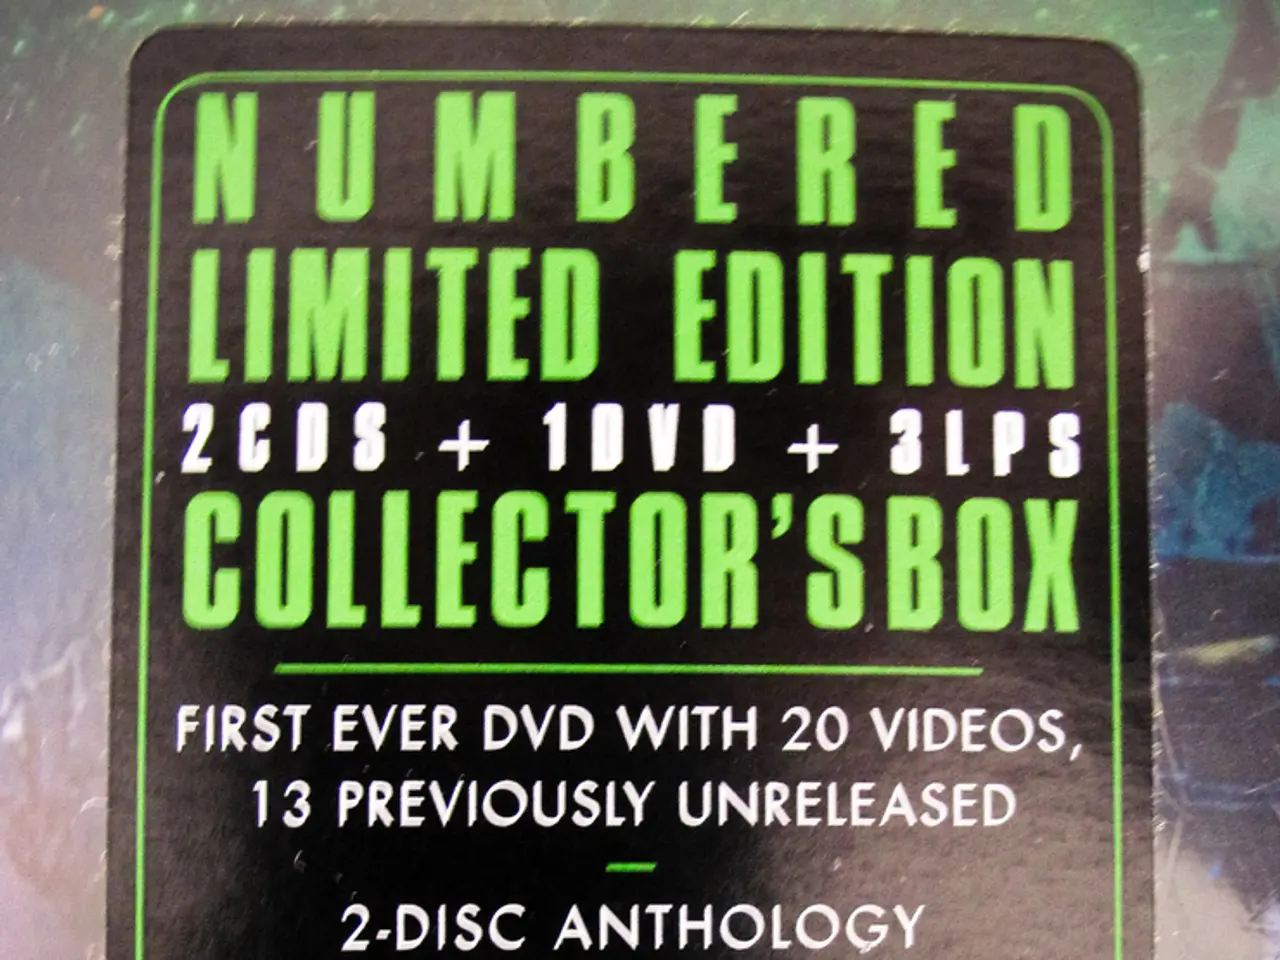 NUMBERED
LIMITED EDITION
2CDS + 1DVD + 3LPS
COLLECTOR'S BOX
FIRST EVER DVD WITH 20 VIDEOS,
13 PREVIOUSLY UNRELEASED
2-DISC ANTHOLOGY